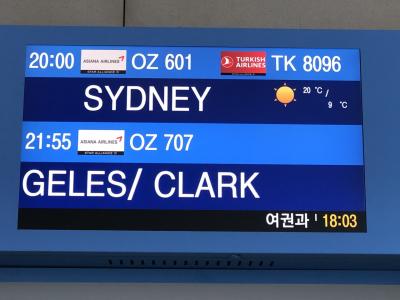 20:00 ASIANA AIRLINES OZ 601 TURKISH AIRLINES TK 8096
STAR ALLIANCE
SYDNEY 20 ℃ / 9 ℃
21:55 ASIANA AIRLINES OZ 707
STAR ALLIANCE
GELES/ CLARK
여권과 18:03